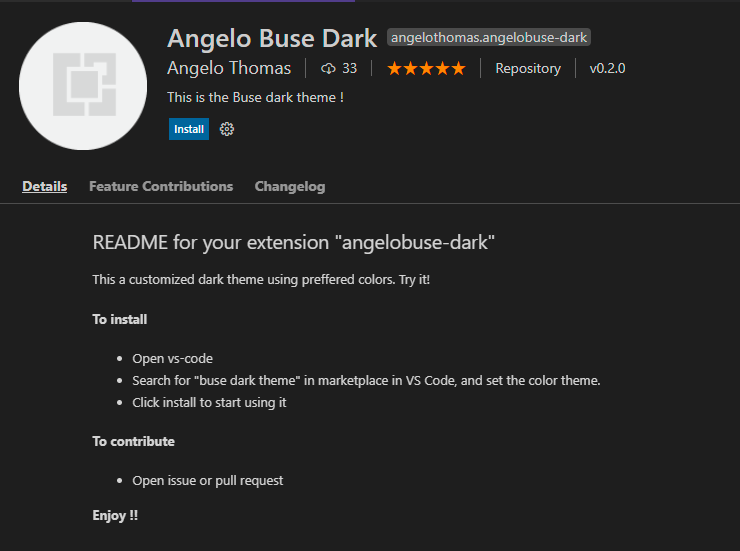 Angelo Buse Dark angelothomas.angelobuse-dark
Angelo Thomas 33 Repository v0.2.0
This is the Buse dark theme !
Install
Details Feature Contributions Changelog
README for your extension "angelobuse-dark"
This a customized dark theme using preffered colors. Try it!
To install
Open vs-code
Search for "buse dark theme" in marketplace in VS Code, and set the color theme.
Click install to start using it
To contribute
Open issue or pull request
Enjoy !!